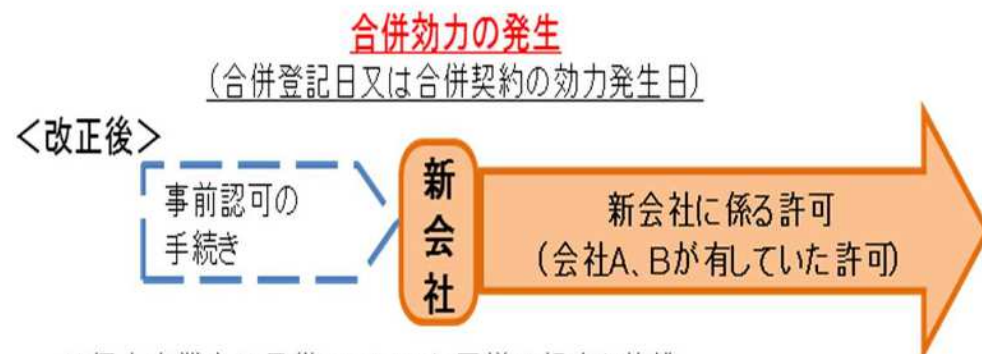 合併効力の発生
(合併登記日又は合併契約の効力発生日)
<改正後>
事前認可の
手続き
新会社
新会社に係る許可
(会社A、Bが有していた許可)